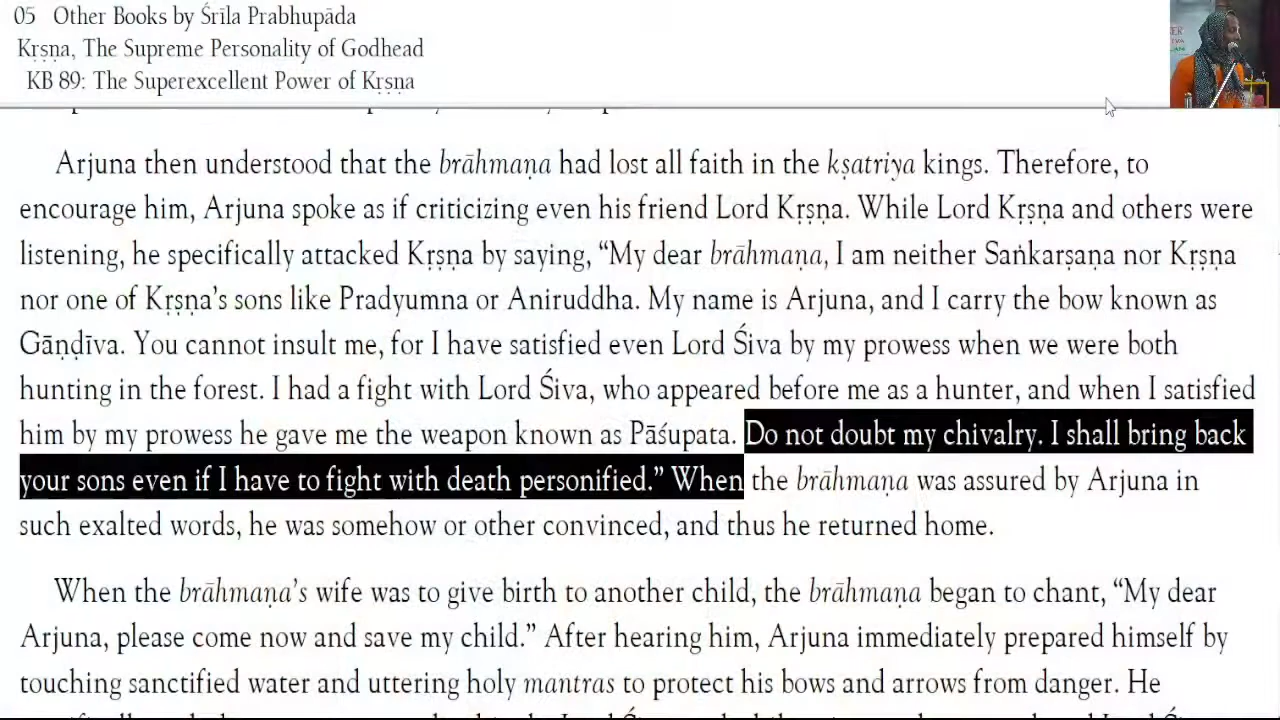 05 Other Books by Śrīla Prabhupāda
Kṛṣṇa, The Supreme Personality of Godhead
KB 89: The Superexcellent Power of Kṛṣṇa
Arjuna then understood that the brāhmaṇa had lost all faith in the kṣatriya kings. Therefore, to
encourage him, Arjuna spoke as if criticizing even his friend Lord Kṛṣṇa. While Lord Kṛṣṇa and others were
listening, he specifically attacked Kṛṣṇa by saying, “My dear brāhmaṇa, I am neither Saṅkarṣaṇa nor Kṛṣṇa
nor one of Kṛṣṇa’s sons like Pradyumna or Aniruddha. My name is Arjuna, and I carry the bow known as
Gāṇḍīva. You cannot insult me, for I have satisfied even Lord Śiva by my prowess when we were both
hunting in the forest. I had a fight with Lord Śiva, who appeared before me as a hunter, and when I satisfied
him by my prowess he gave me the weapon known as Pāśupata. Do not doubt my chivalry. I shall bring back
your sons even if I have to fight with death personified.” When the brāhmaṇa was assured by Arjuna in
such exalted words, he was somehow or other convinced, and thus he returned home.
When the brāhmaṇa’s wife was to give birth to another child, the brāhmaṇa began to chant, “My dear
Arjuna, please come now and save my child.” After hearing him, Arjuna immediately prepared himself by
touching sanctified water and uttering holy mantras to protect his bows and arrows from danger. He